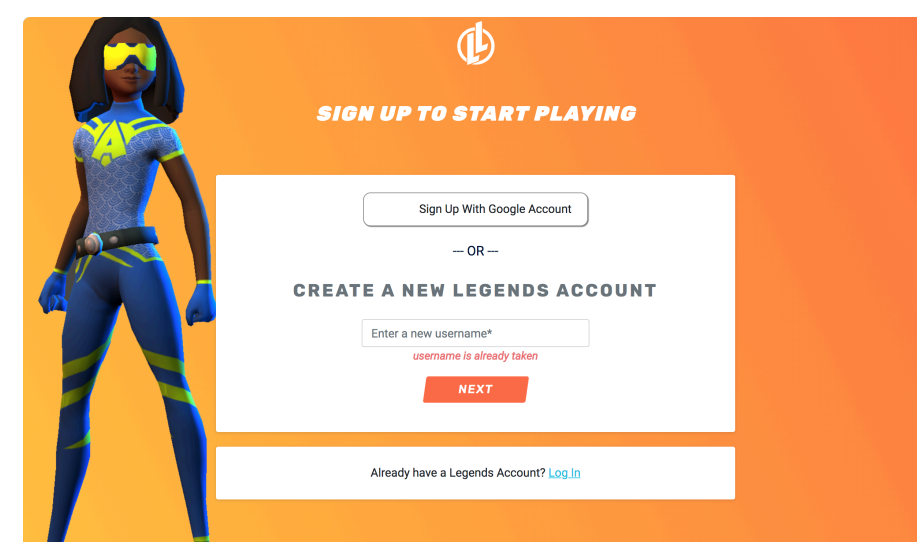 SIGN UP TO START PLAYING
Sign Up With Google Account
--- OR ---
CREATE A NEW LEGENDS ACCOUNT
Enter a new username*
username is already taken
NEXT
Already have a Legends Account? Log In